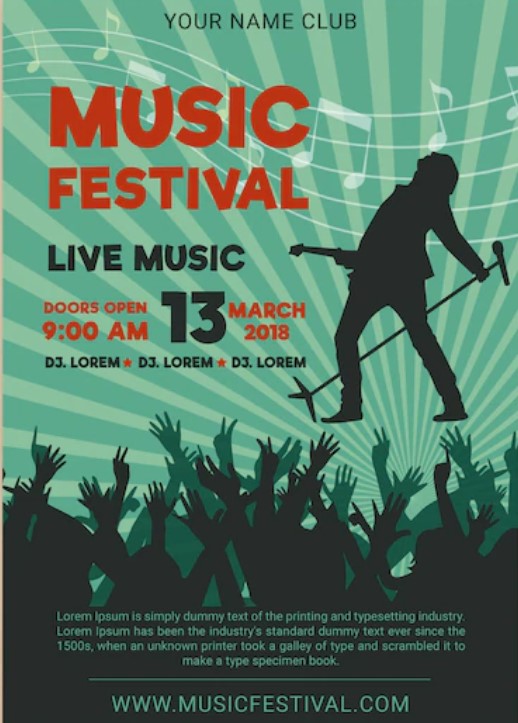 YOUR NAME CLUB
MUSIC
FESTIVAL
LIVE MUSIC
DOORS OPEN
9:00 AM
13
MARCH
2018
DJ. LOREM ★ DJ. LOREM ★ DJ. LOREM
Lorem Ipsum is simply dummy text of the printing and typesetting industry.
Lorem Ipsum has been the industry's standard dummy text ever since the
1500s, when an unknown printer took a galley of type and scrambled it to
make a type specimen book.
WWW.MUSICFESTIVAL.COM